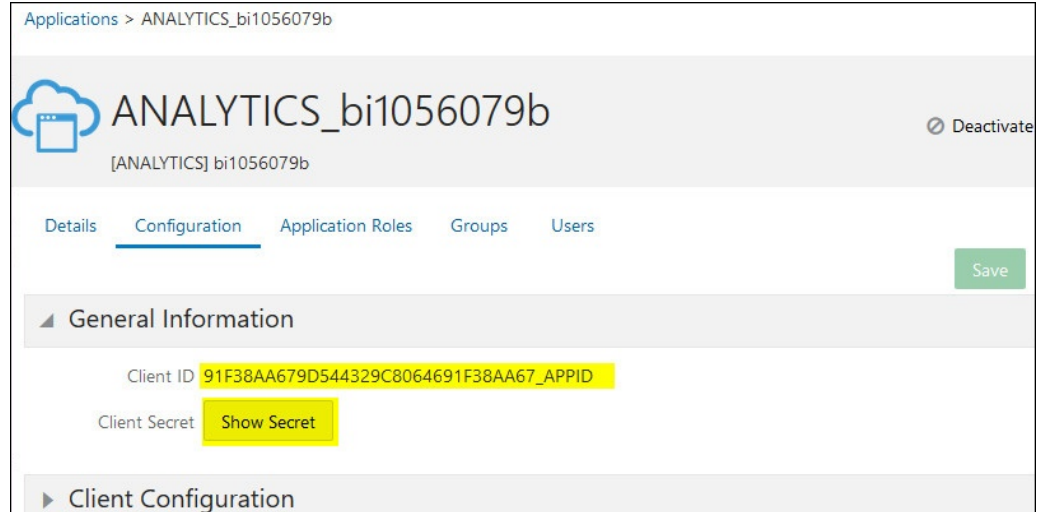 Applications > ANALYTICS_bi1056079b
ANALYTICS_bi1056079b
Deactivate
[ANALYTICS] bi1056079b
Details Configuration Application Roles Groups Users
Save
General Information
Client ID 91F38AA679D544329C8064691F38AA67_APPID
Client Secret Show Secret
Client Configuration